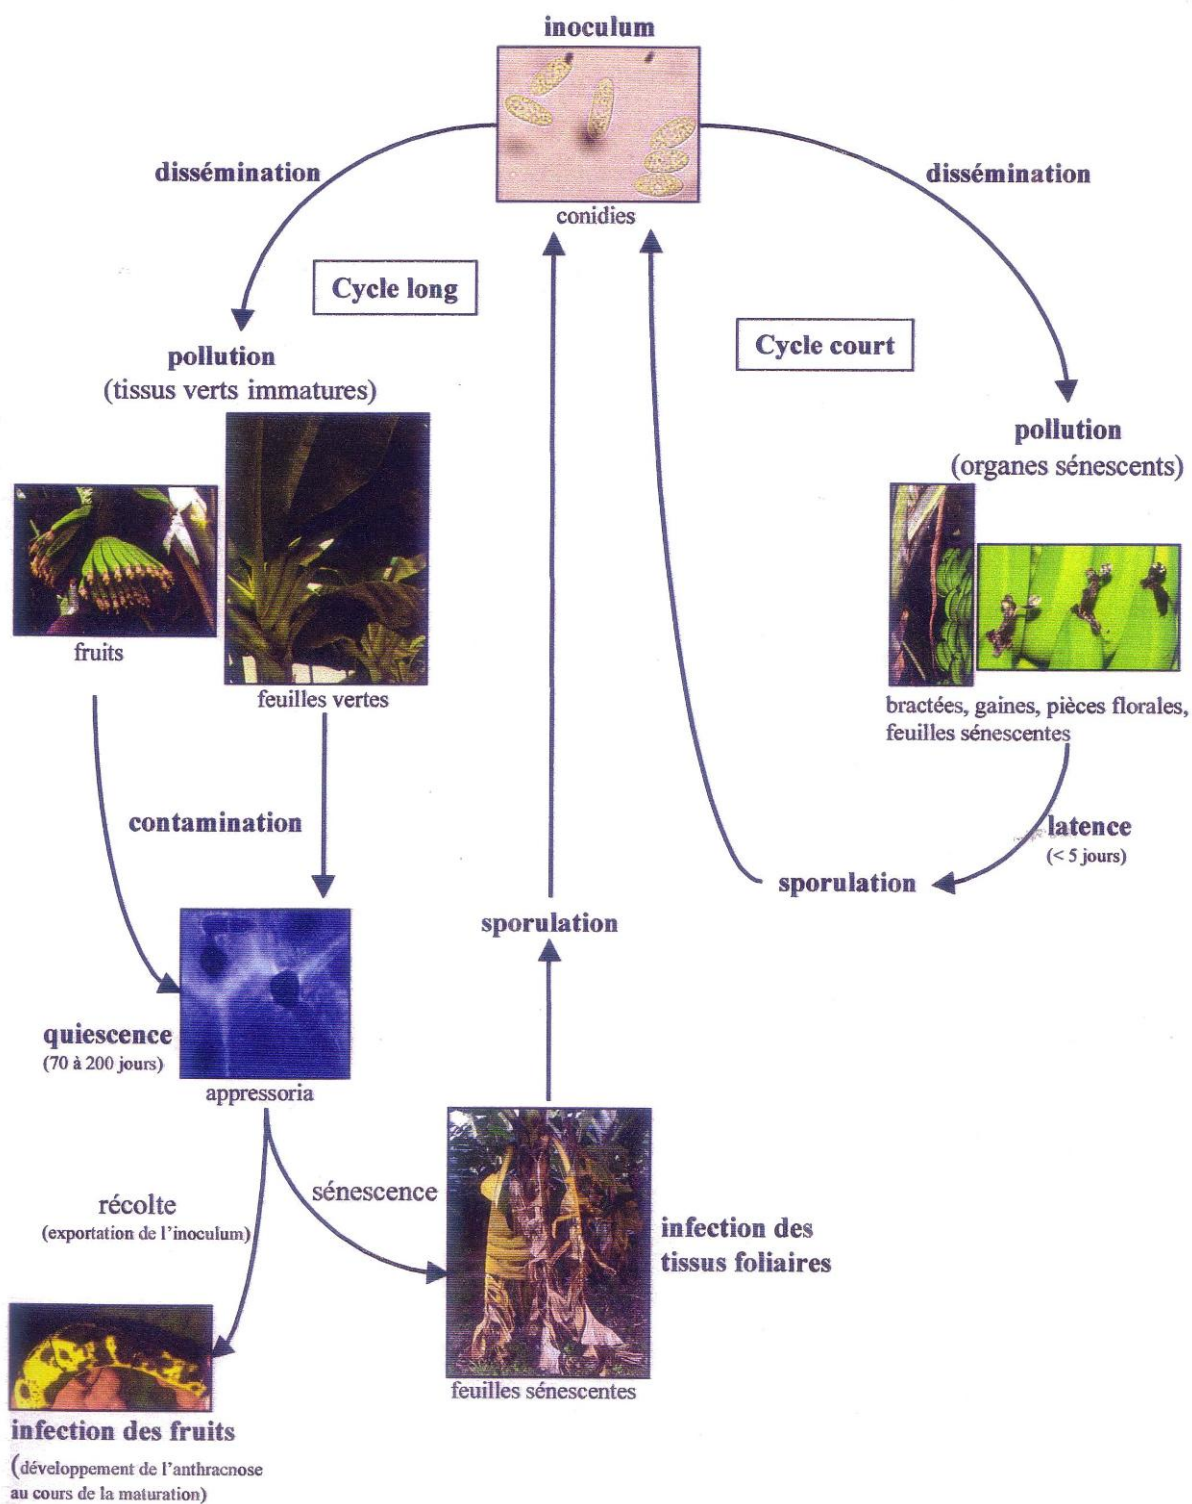 inoculum
conidies
dissémination
dissémination
Cycle long
Cycle court
pollution
(tissus verts immatures)
fruits
feuilles vertes
pollution
(organes sénescents)
bractées, gaines, pièces florales,
feuilles sénescentes
latence
(< 5 jours)
sporulation
contamination
sporulation
quiescence
(70 à 200 jours)
appressoria
récolte
(exportation de l'inoculum)
sénescence
infection des
tissus foliaires
feuilles sénescentes
infection des fruits
(développement de l'anthracnose
au cours de la maturation)